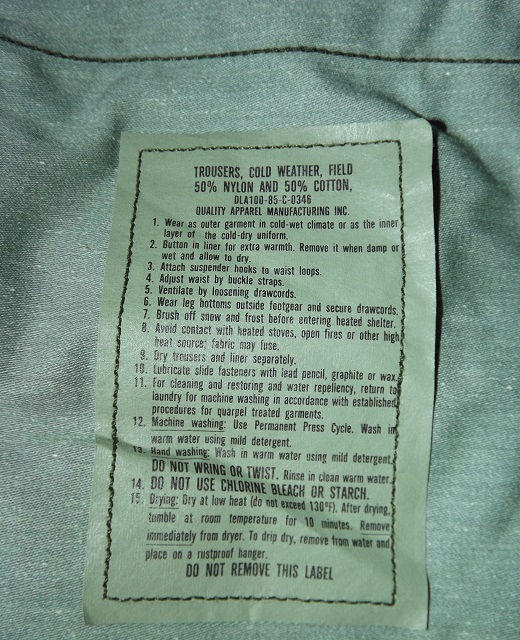 TROUSERS, COLD WEATHER, FIELD
50% NYLON AND 50% COTTON,
DLA100-85-C-0346
QUALITY APPAREL MANUFACTURING INC.
1. Wear as outer garment in cold-wet climate or as the inner
layer of the cold-dry uniform.
2. Button in liner for extra warmth. Remove it when damp or
wet and allow to dry.
3. Attach suspender hooks to waist loops.
4. Adjust waist by buckle straps.
5. Ventilate by loosening drawcords.
6. Wear leg bottoms outside footgear and secure drawcords.
7. Brush off snow and frost before entering heated shelter.
8. Avoid contact with heated stoves, open fires or other high
heat source; fabric may fuse.
9. Dry trousers and liner separately.
10. Lubricate slide fasteners with lead pencil, graphite or wax.
11. For cleaning and restoring and water repellency, return to
laundry for machine washing in accordance with established
procedures for quarpel treated garments.
12. Machine washing: Use Permanent Press Cycle. Wash in
warm water using mild detergent.
13. Hand washing: Wash in warm water using mild detergent.
DO NOT WRING OR TWIST. Rinse in clean warm water.
14. DO NOT USE CHLORINE BLEACH OR STARCH.
15. Drying: Dry at low heat (do not exceed 130°F). After drying,
tumble at room temperature for 10 minutes. Remove
immediately from dryer. To drip dry, remove from water and
place on a rustproof hanger.
DO NOT REMOVE THIS LABEL